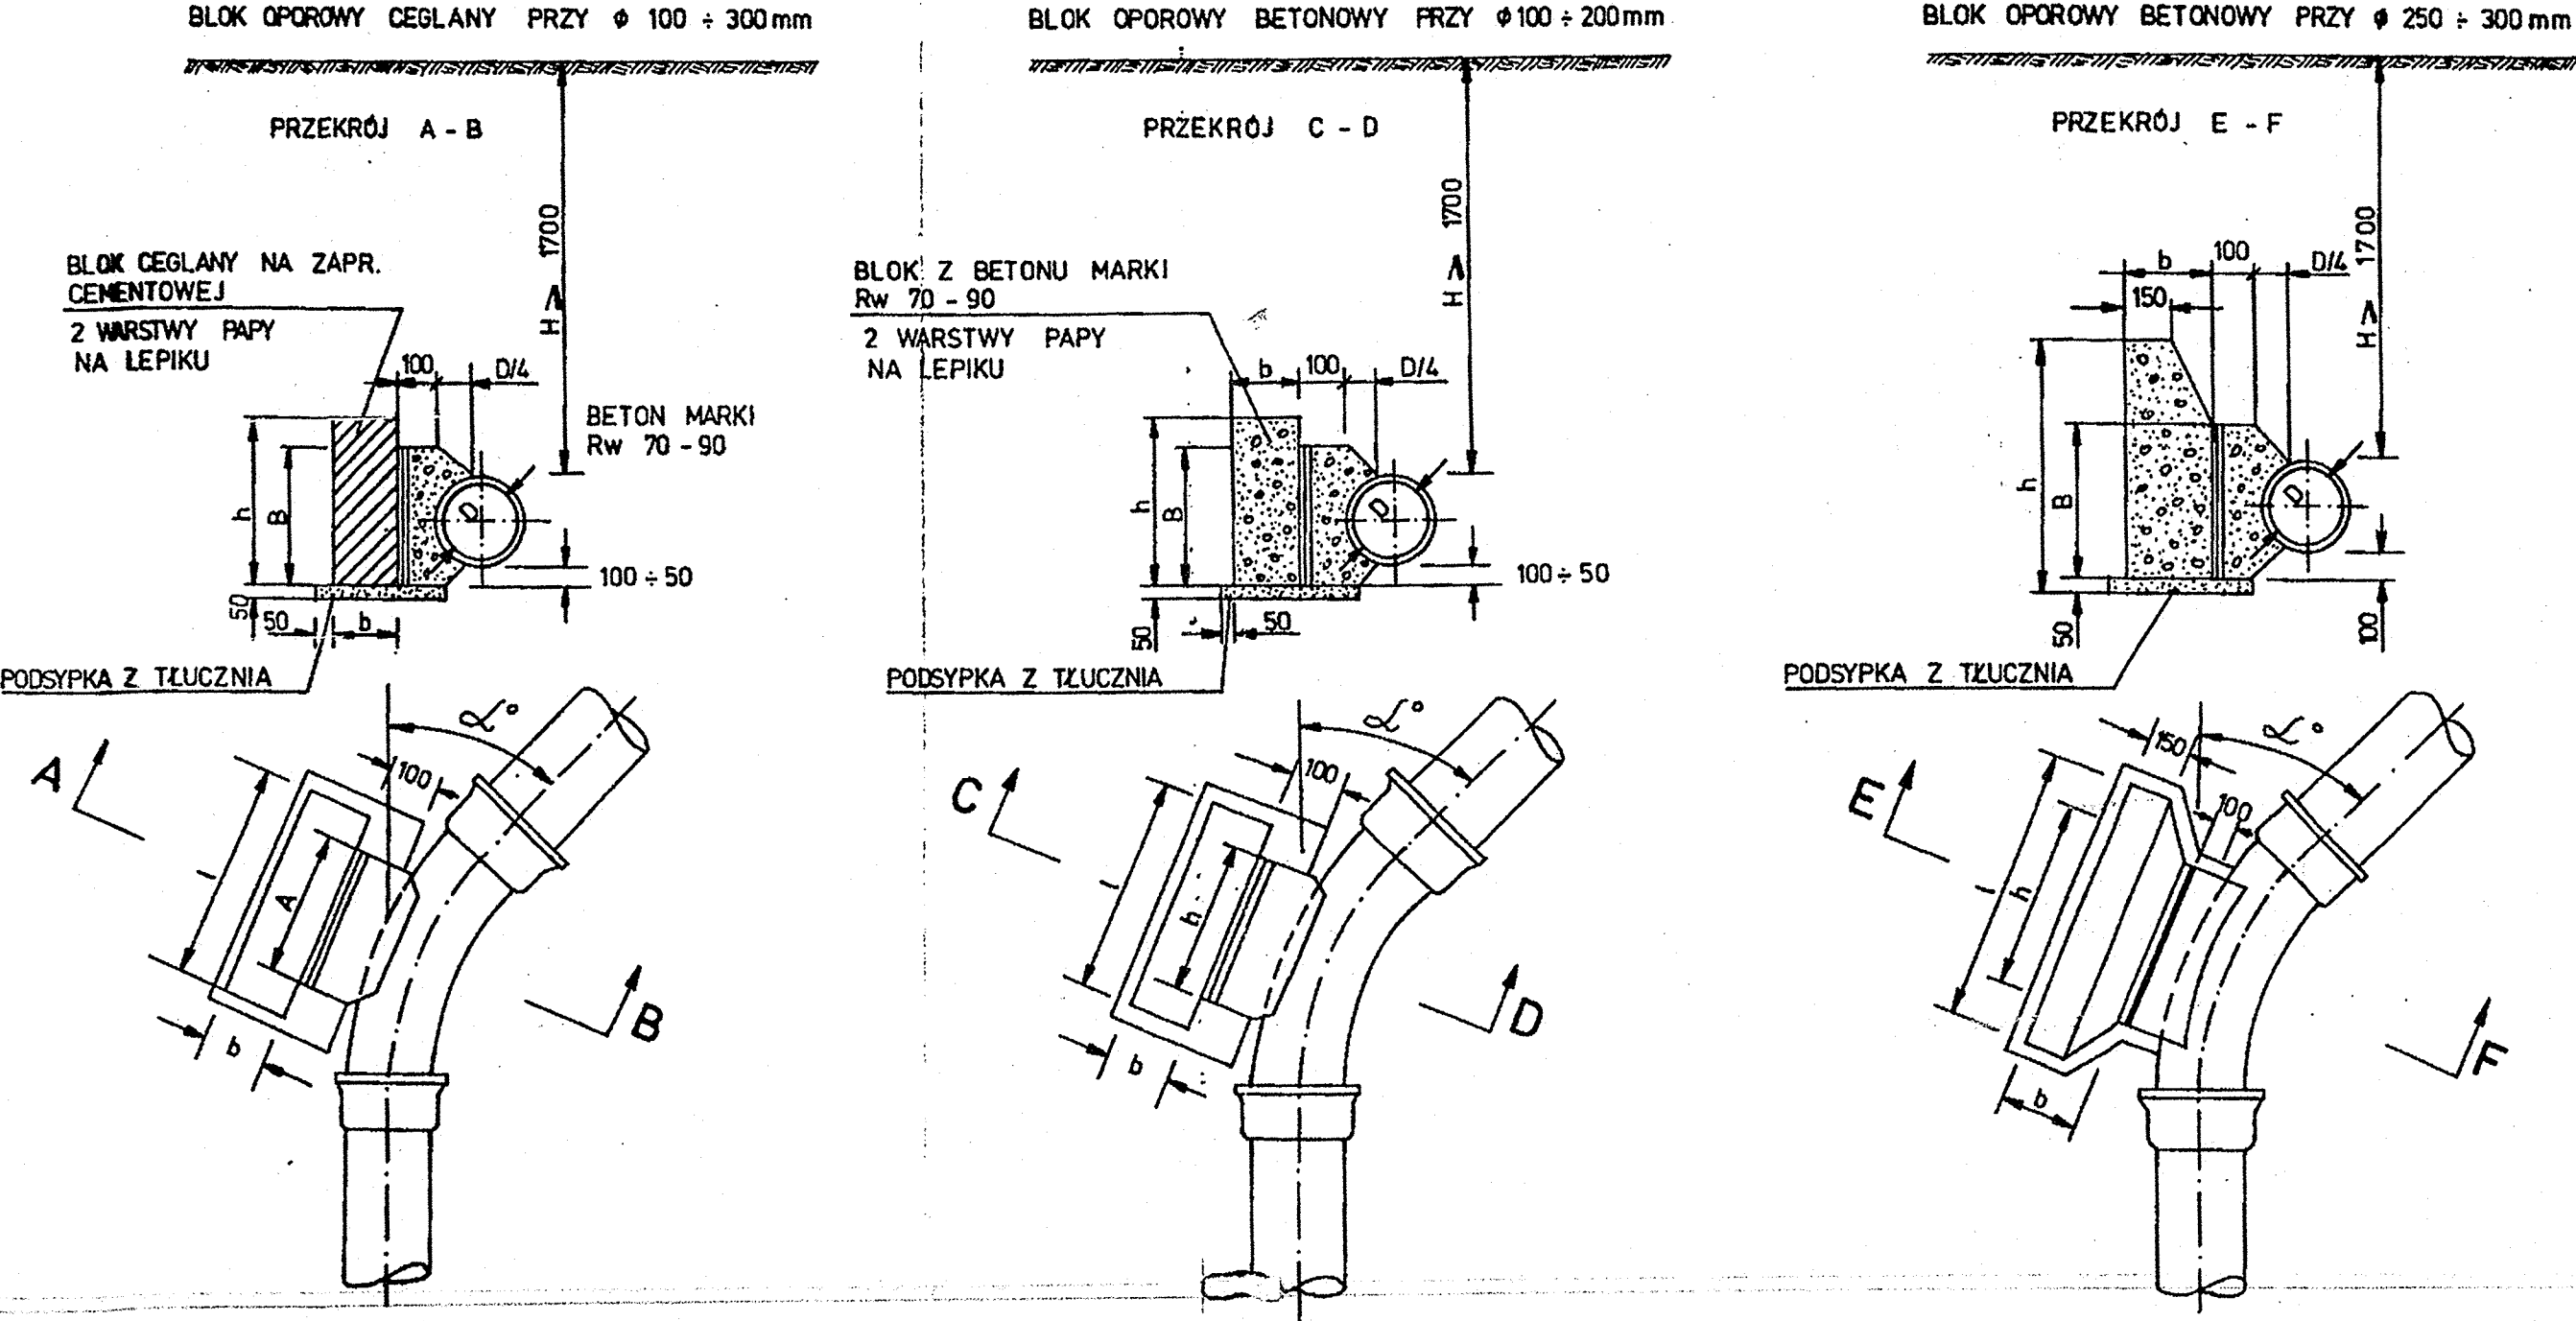 BLOK OPOROWY CEGLANY PRZY ϕ 100 ÷ 300mm
PRZEKRÓJ A - B
H > 1700
BLOK CEGLANY NA ZAPR.
CEMENTOWEJ
2 WARSTWY PAPY
NA LEPIKU
100
D/4
BETON MARKI
Rw 70 - 90
h
B
D
100 ÷ 50
50
50
b
PODSYPKA Z TŁUCZNIA
α°
100
A
l
A
b
B
BLOK OPOROWY BETONOWY PRZY ϕ 100 ÷ 200mm
PRZEKRÓJ C - D
H > 1700
BLOK Z BETONU MARKI
Rw 70 - 90
2 WARSTWY PAPY
NA LEPIKU
b
100
D/4
h
B
D
100 ÷ 50
50
50
PODSYPKA Z TŁUCZNIA
α°
100
C
l
h
b
D
BLOK OPOROWY BETONOWY PRZY ϕ 250 ÷ 300mm
PRZEKRÓJ E - F
H > 1700
b
100
D/4
150
h
B
D
50
100
PODSYPKA Z TŁUCZNIA
α°
150
100
E
l
h
b
F